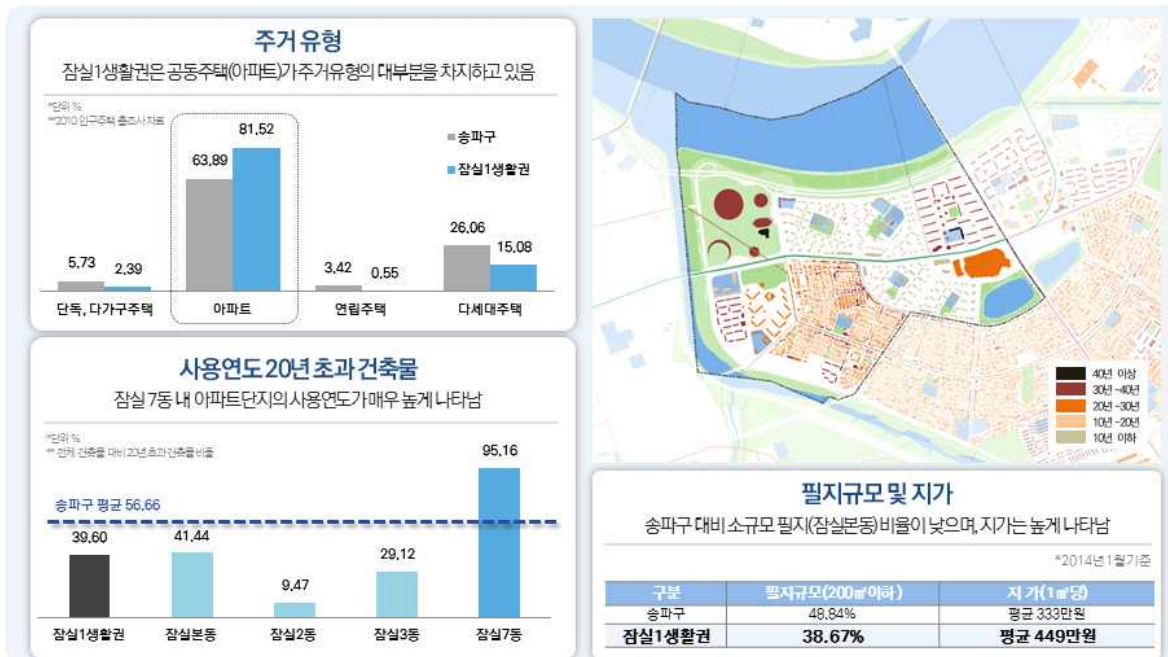 주거 유형
잠실1생활권은 공동주택(아파트)가 주거유형의 대부분을 차지하고 있음
*단위 %
**2010 인구주택 총조사 자료
81.52
63.89
송파구
잠실1생활권
26.06
15.08
5.73
2.39
3.42
0.55
단독, 다가구주택
아파트
연립주택
다세대주택
사용연도 20년 초과 건축물
잠실 7동 내 아파트단지의 사용연도가 매우 높게 나타남
*단위 %
** 전체 건축물 대비 20년 초과 건축물 비율
95.16
송파구 평균 56.66
39.60
41.44
9.47
29.12
잠실1생활권
잠실본동
잠실2동
잠실3동
잠실7동
40년 이상
30년~40년
20년~30년
10년~20년
10년 이하
필지규모 및 지가
송파구 대비 소규모 필지(잠실본동) 비율이 낮으며, 지가는 높게 나타남
*2014년 1월 기준
구분 필지규모(200㎡이하) 지 가(1㎡당)
송파구 48.84% 평균 333만원
잠실1생활권 38.67% 평균 449만원